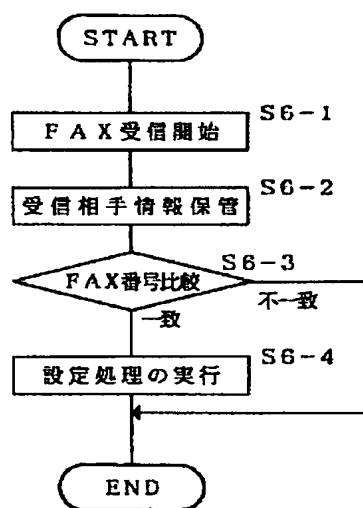 START
S6-1
FAX受信開始
S6-2
受信相手情報保管
S6-3
FAX番号比較
不一致
一致
S6-4
設定処理の実行
END